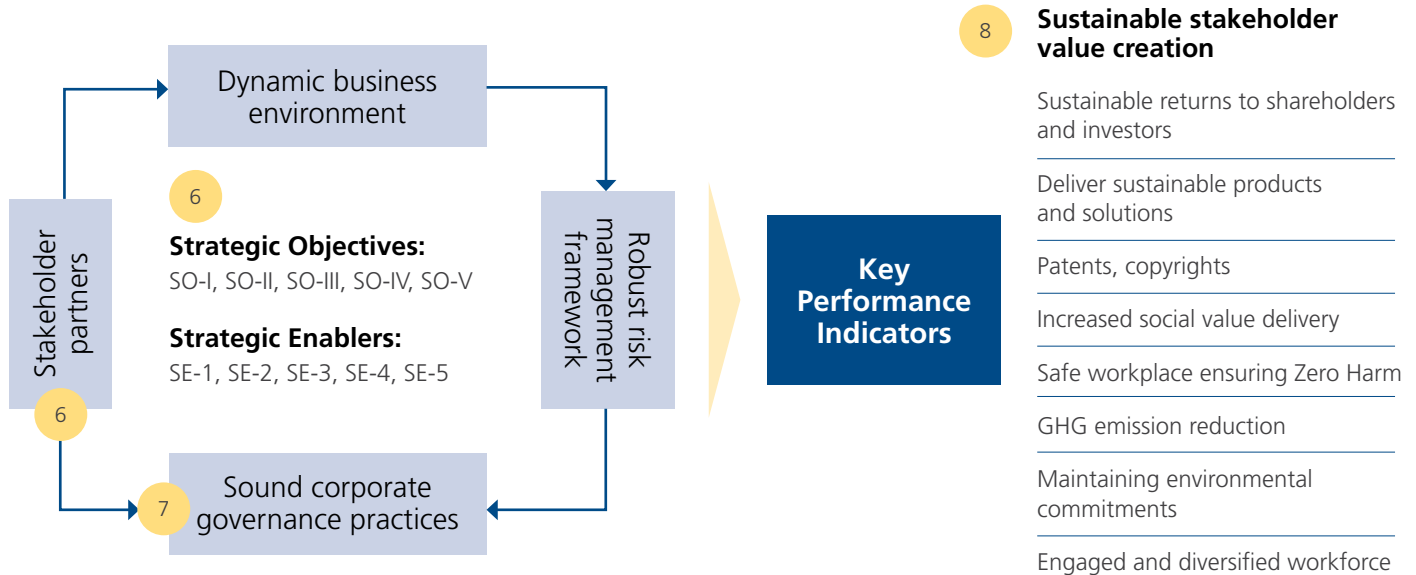 Dynamic business
environment
6
Strategic Objectives:
SO-I, SO-II, SO-III, SO-IV, SO-V
Strategic Enablers:
SE-1, SE-2, SE-3, SE-4, SE-5
Stakeholder
partners
6
Robust risk
management
framework
7
Sound corporate
governance practices
Key
Performance
Indicators
8
Sustainable stakeholder
value creation
Sustainable returns to shareholders
and investors
Deliver sustainable products
and solutions
Patents, copyrights
Increased social value delivery
Safe workplace ensuring Zero Harm
GHG emission reduction
Maintaining environmental
commitments
Engaged and diversified workforce